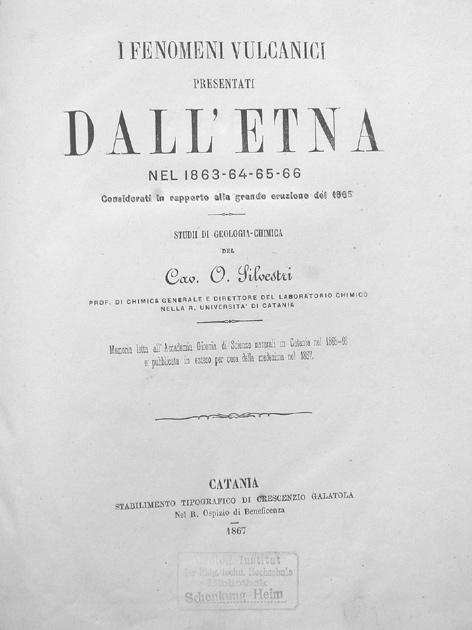 I FENOMENI VULCANICI
PRESENTATI
DALL'ETNA
NEL 1863-64-65-66
Considerati in rapporto alla grande eruzione del 1865
STUDII DI GEOLOGIA-CHIMICA
DEL
Cav. O. Silvestri
PROF. DI CHIMICA GENERALE E DIRETTORE DEL LABORATORIO CHIMICO
NELLA R. UNIVERSITA' DI CATANIA
Memoria letta all'Accademia Gioenia di Scienze naturali in Catania nel 1865-66
e pubblicata in esteso per cura della medesima nel 1867.
CATANIA
STABILIMENTO TIPOGRAFICO DI CRESCENZIO GALATOLA
Nel R. Ospizio di Beneficenza
1867
Institut
techn. Hochschule
Schenkung Heim